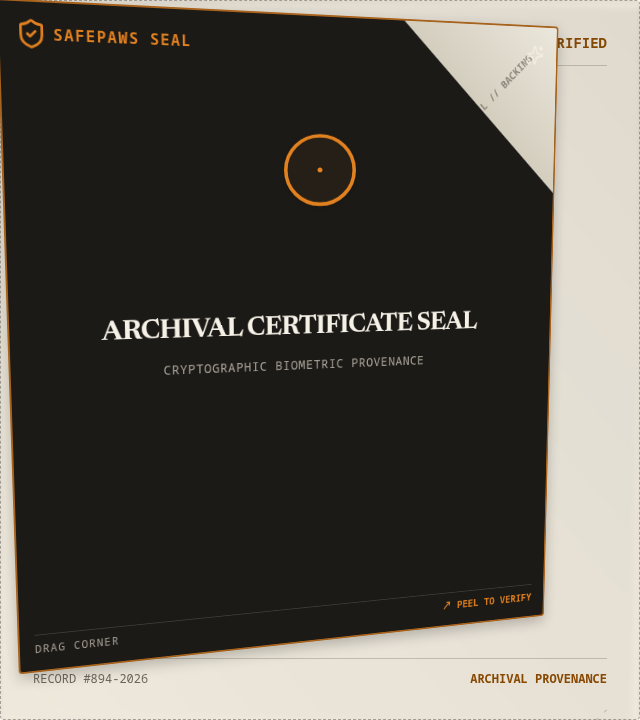 SAFEPAWS SEAL
RIFIED
L // BACKING
ARCHIVAL CERTIFICATE SEAL
CRYPTOGRAPHIC BIOMETRIC PROVENANCE
↗ PEEL TO VERIFY
DRAG CORNER
RECORD #894-2026
ARCHIVAL PROVENANCE